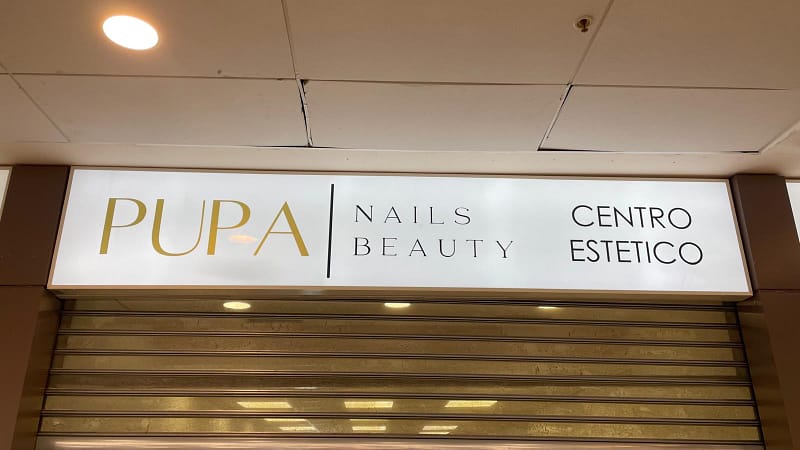 PUPA
NAILS
BEAUTY
CENTRO
ESTETICO